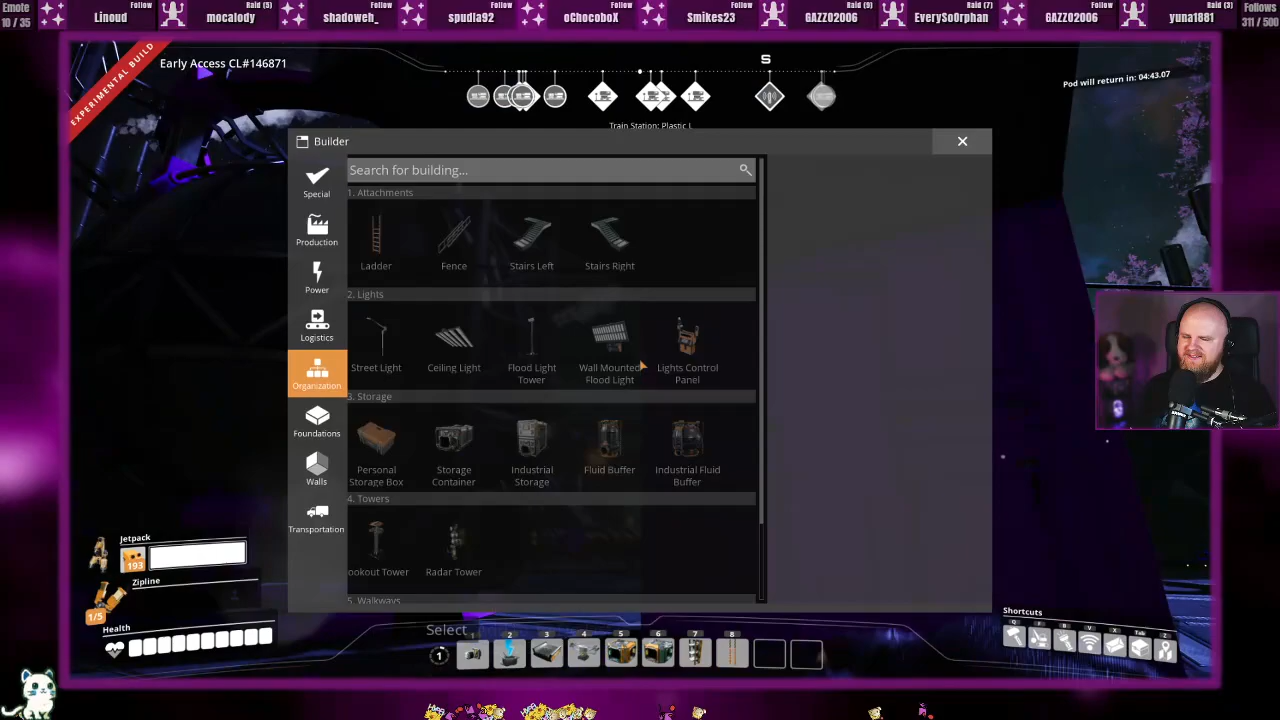 Emote
10 / 35
Follow
Linoud
Raid (5)
mocalody
Follow
shadoweh_
Follow
spudla92
Follow
oChocoboX
Follow
Smikes23
Raid (9)
GAZZO2006
Raid (7)
EverySoOrphan
Follow
GAZZO2006
Raid (3)
yuna1881
Follows
311 / 500
EXPERIMENTAL BUILD
Early Access CL#146871
S
Pod will return in: 04:43.07
Train Station: Plastic L
Builder
Search for building...
Special
Production
Power
Logistics
Organization
Foundations
Walls
Transportation
1. Attachments
Ladder
Fence
Stairs Left
Stairs Right
2. Lights
Street Light
Ceiling Light
Flood Light
Tower
Wall Mounted
Flood Light
Lights Control
Panel
3. Storage
Personal
Storage Box
Storage
Container
Industrial
Storage
Fluid Buffer
Industrial Fluid
Buffer
4. Towers
ookout Tower
Radar Tower
5. Walkways
Jetpack
193
Zipline
1/5
Health
Select
1
2
3
4
5
6
7
8
Shortcuts
Q
F
R
V
X
Tab
Z